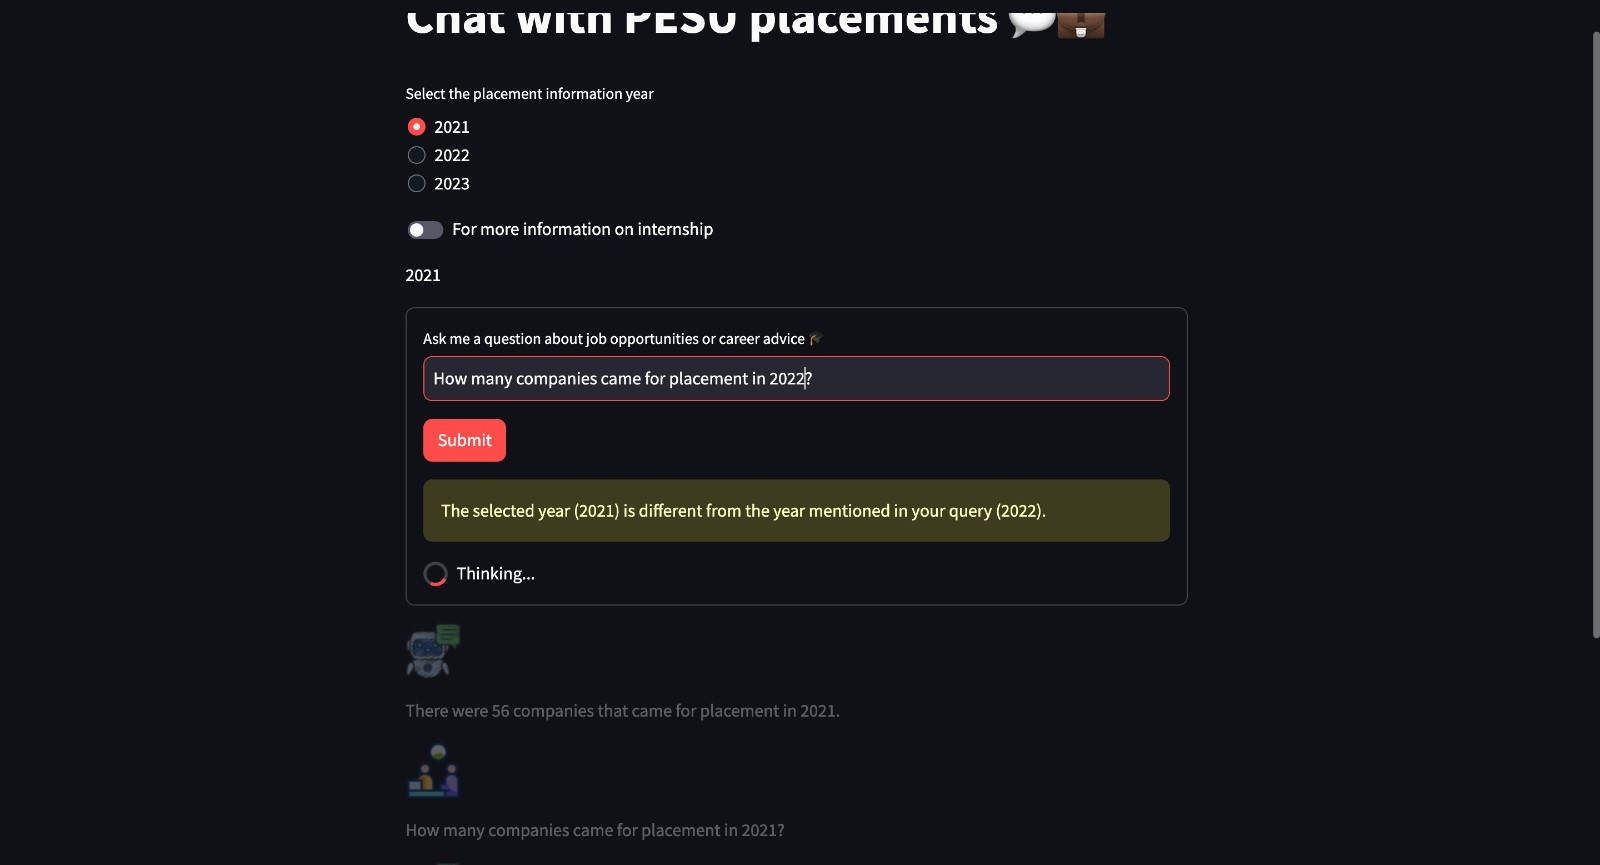 Chat with PESU placements
Select the placement information year
2021
2022
2023
For more information on internship
2021
Ask me a question about job opportunities or career advice
How many companies came for placement in 2022?
Submit
The selected year (2021) is different from the year mentioned in your query (2022).
Thinking...
There were 56 companies that came for placement in 2021.
How many companies came for placement in 2021?